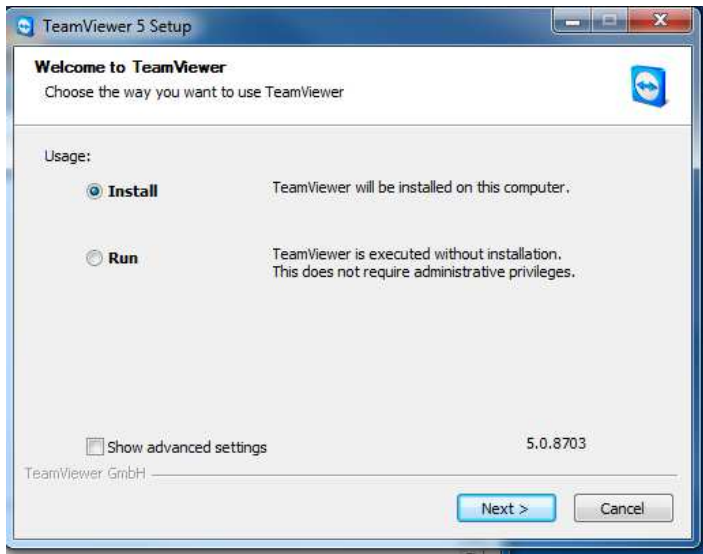 TeamViewer 5 Setup
Welcome to TeamViewer
Choose the way you want to use TeamViewer
Usage:
Install
TeamViewer will be installed on this computer.
Run
TeamViewer is executed without installation.
This does not require administrative privileges.
Show advanced settings
5.0.8703
TeamViewer GmbH
Next >
Cancel